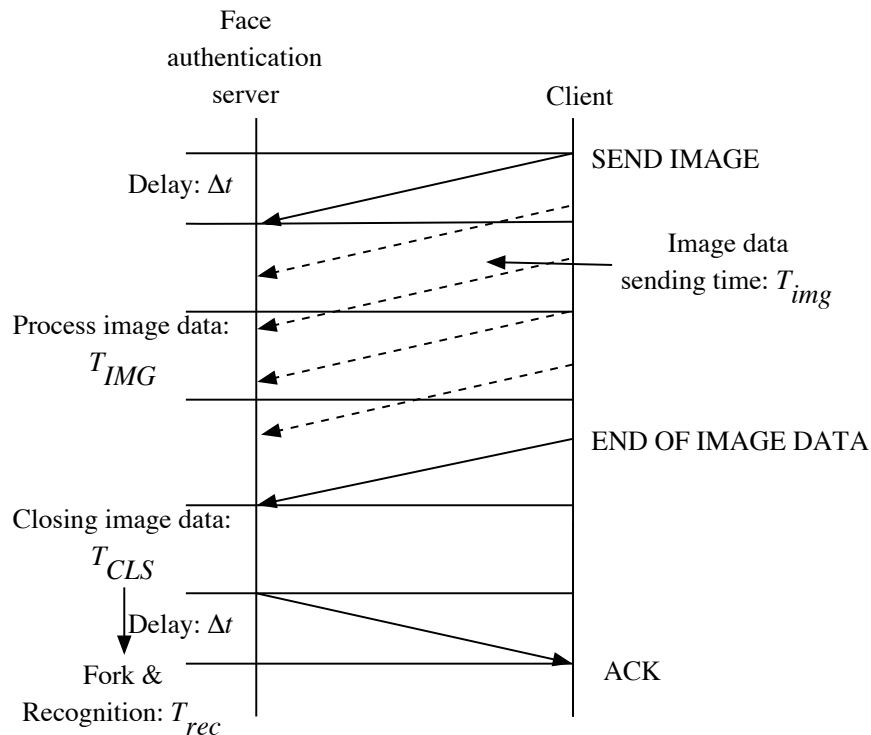 Face
authentication
server
Client
SEND IMAGE
Delay: Δt
Image data
sending time: T_img
Process image data:
T_IMG
END OF IMAGE DATA
Closing image data:
T_CLS
Delay: Δt
ACK
Fork &
Recognition: T_rec